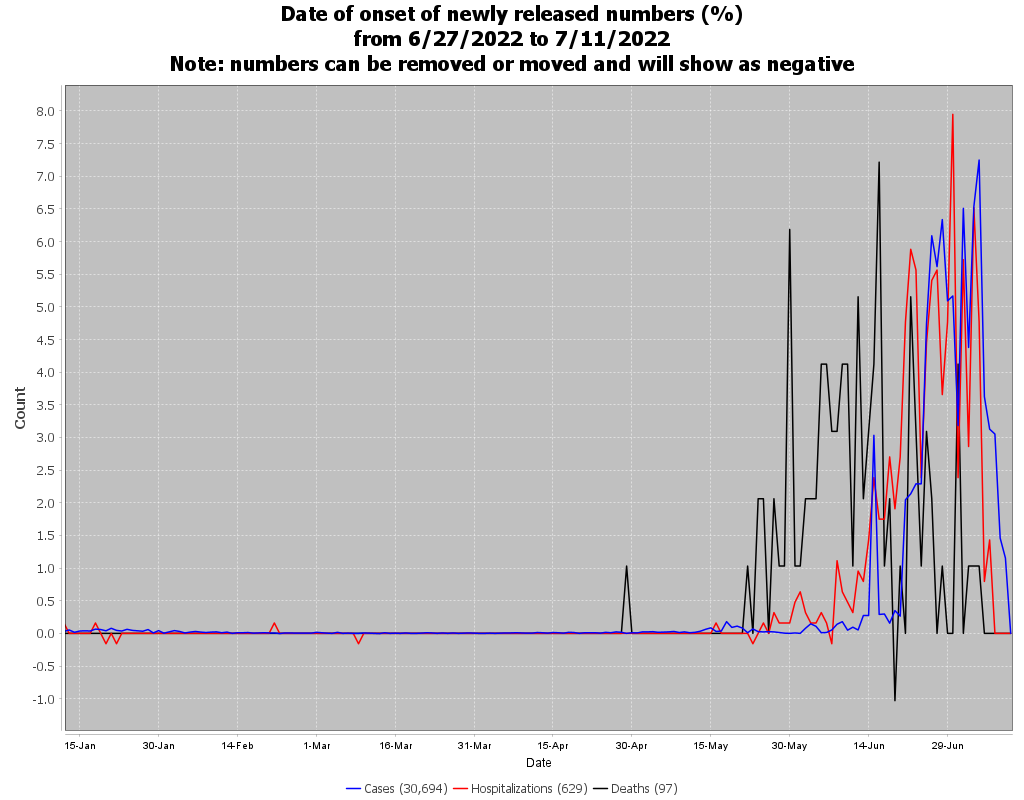 Date of onset of newly released numbers (%)
from 6/27/2022 to 7/11/2022
Note: numbers can be removed or moved and will show as negative
8.0
7.5
7.0
6.5
6.0
5.5
5.0
4.5
4.0
3.5
3.0
2.5
2.0
1.5
1.0
0.5
0.0
-0.5
-1.0
Count
15-Jan 30-Jan 14-Feb 1-Mar 16-Mar 31-Mar 15-Apr 30-Apr 15-May 30-May 14-Jun 29-Jun
Date
Cases (30,694) Hospitalizations (629) Deaths (97)